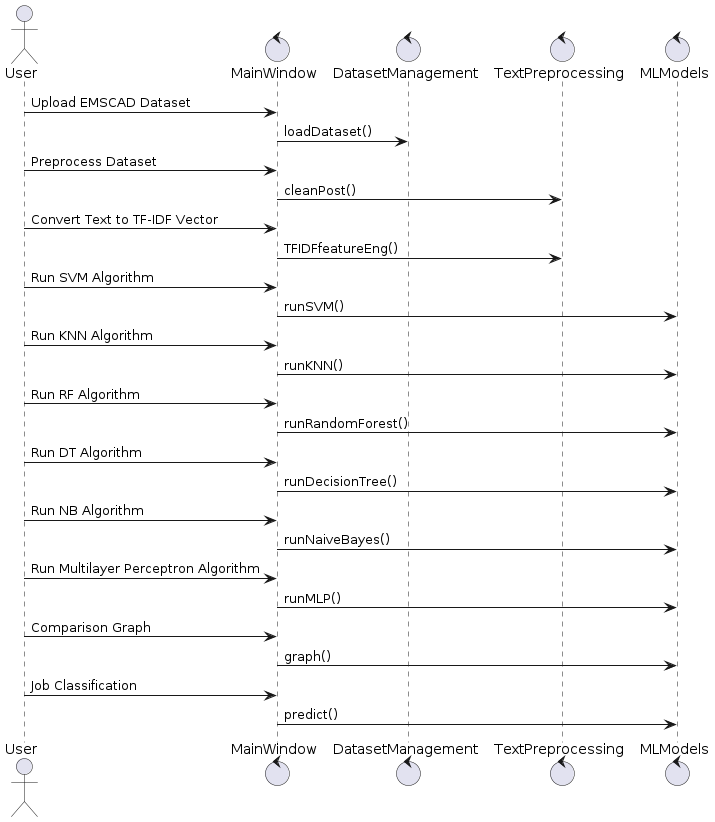 User
MainWindow
DatasetManagement
TextPreprocessing
MLModels
Upload EMSCAD Dataset
loadDataset()
Preprocess Dataset
cleanPost()
Convert Text to TF-IDF Vector
TFIDFfeatureEng()
Run SVM Algorithm
runSVM()
Run KNN Algorithm
runKNN()
Run RF Algorithm
runRandomForest()
Run DT Algorithm
runDecisionTree()
Run NB Algorithm
runNaiveBayes()
Run Multilayer Perceptron Algorithm
runMLP()
Comparison Graph
graph()
Job Classification
predict()
User
MainWindow
DatasetManagement
TextPreprocessing
MLModels